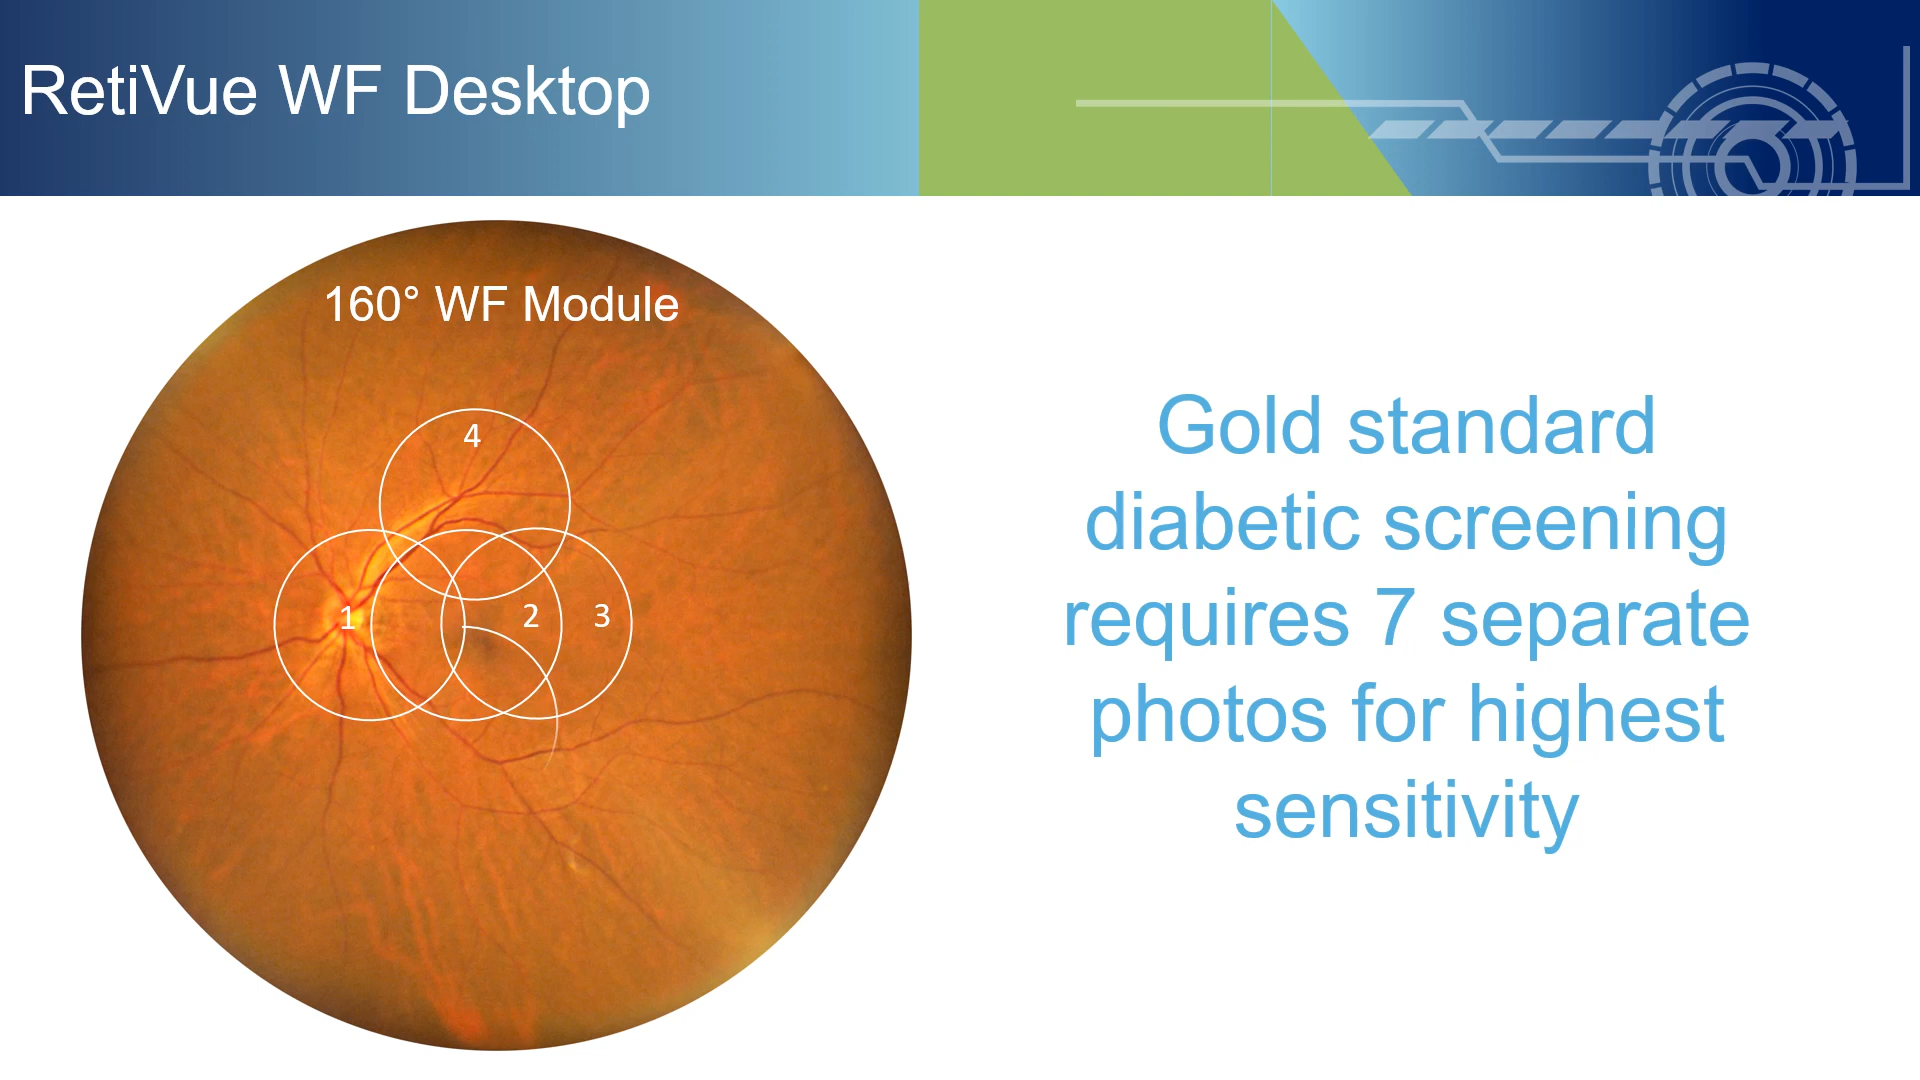 RetiVue WF Desktop
160° WF Module
4
1
2
3
Gold standard
diabetic screening
requires 7 separate
photos for highest
sensitivity